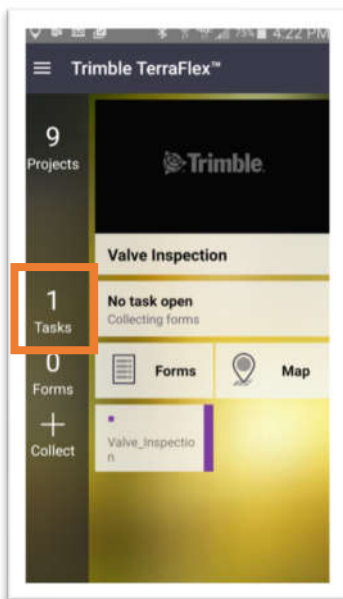 75% 4:22 PM
≡ Trimble TerraFlex™
9
Projects
Trimble.
Valve Inspection
1
Tasks
No task open
Collecting forms
0
Forms
Forms
Map
+
Collect
Valve_Inspectio
n